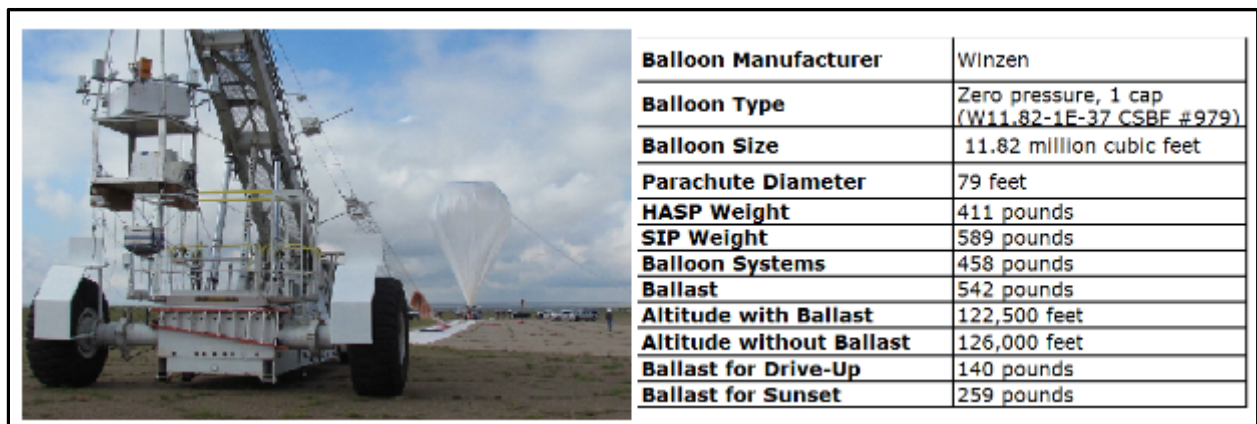 Balloon Manufacturer Winzen
Balloon Type Zero pressure, 1 cap
(W11.82-1E-37 CSBF #979)
Balloon Size 11.82 million cubic feet
Parachute Diameter 79 feet
HASP Weight 411 pounds
SIP Weight 589 pounds
Balloon Systems 458 pounds
Ballast 542 pounds
Altitude with Ballast 122,500 feet
Altitude without Ballast 126,000 feet
Ballast for Drive-Up 140 pounds
Ballast for Sunset 259 pounds